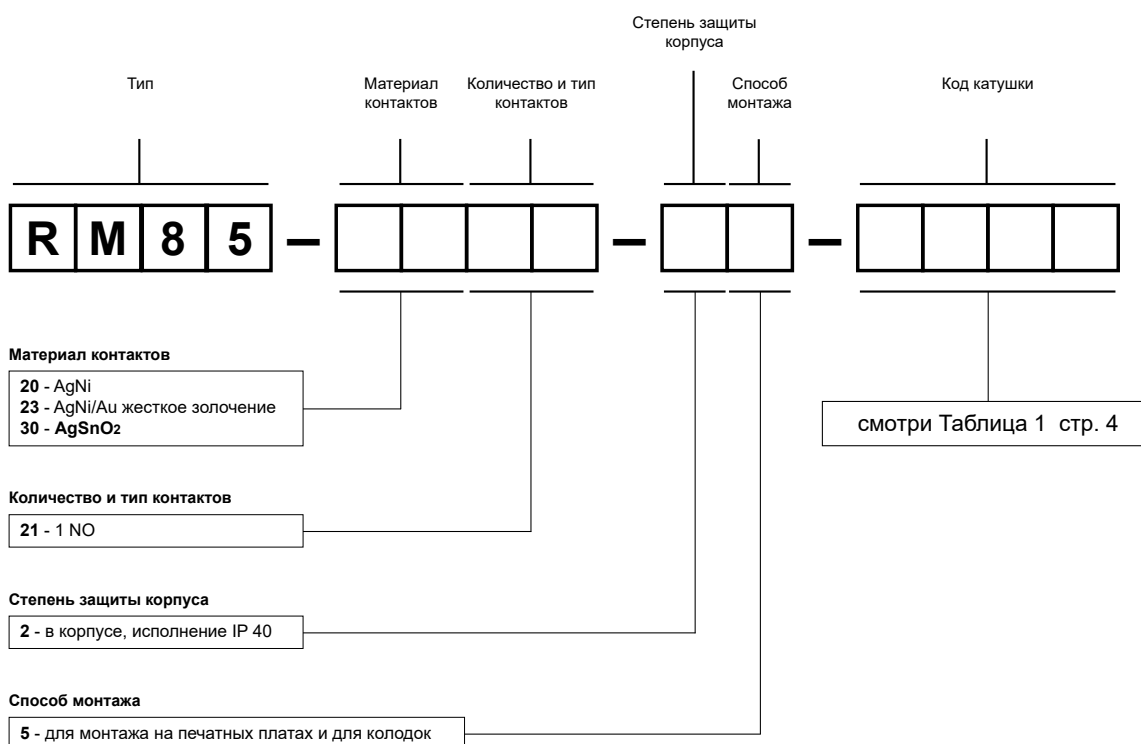 Степень защиты
корпуса
Тип
Материал
контактов
Количество и тип
контактов
Способ
монтажа
Код катушки
R M 8 5 – – –
Материал контактов
20 - AgNi
23 - AgNi/Au жесткое золочение
30 - AgSnO2
смотри Таблица 1 стр. 4
Количество и тип контактов
21 - 1 NO
Степень защиты корпуса
2 - в корпусе, исполнение IP 40
Способ монтажа
5 - для монтажа на печатных платах и для колодок